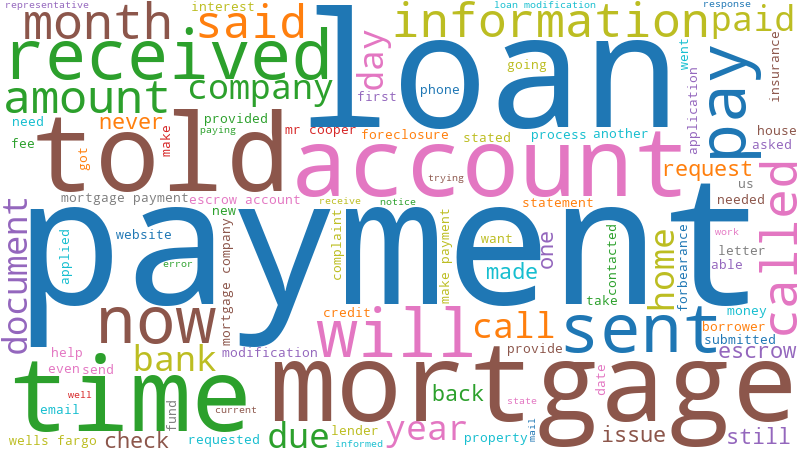 representative
interest
loan modification
response
month
said
information
paid
received
loan
day
going
went
insurance
amount
company
phone
first
pay
application
need
never
provided
paying
make
mr cooper
foreclosure
stated
process
another
house
asked
fee
told
got
account
trying
request
us
needed
called
mortgage payment
escrow account
receive
notice
statement
new
document
payment
website
applied
error
mortgage company
complaint
make payment
want
one
contacted
home
forbearance
work
letter
able
made
take
now
will
credit
call
sent
money
borrower
submitted
escrow
help
even
send
time
bank
modification
provide
mortgage
well
email
fund
current
back
state
date
wells fargo
check
requested
due
lender
informed
year
property
mail
issue
still